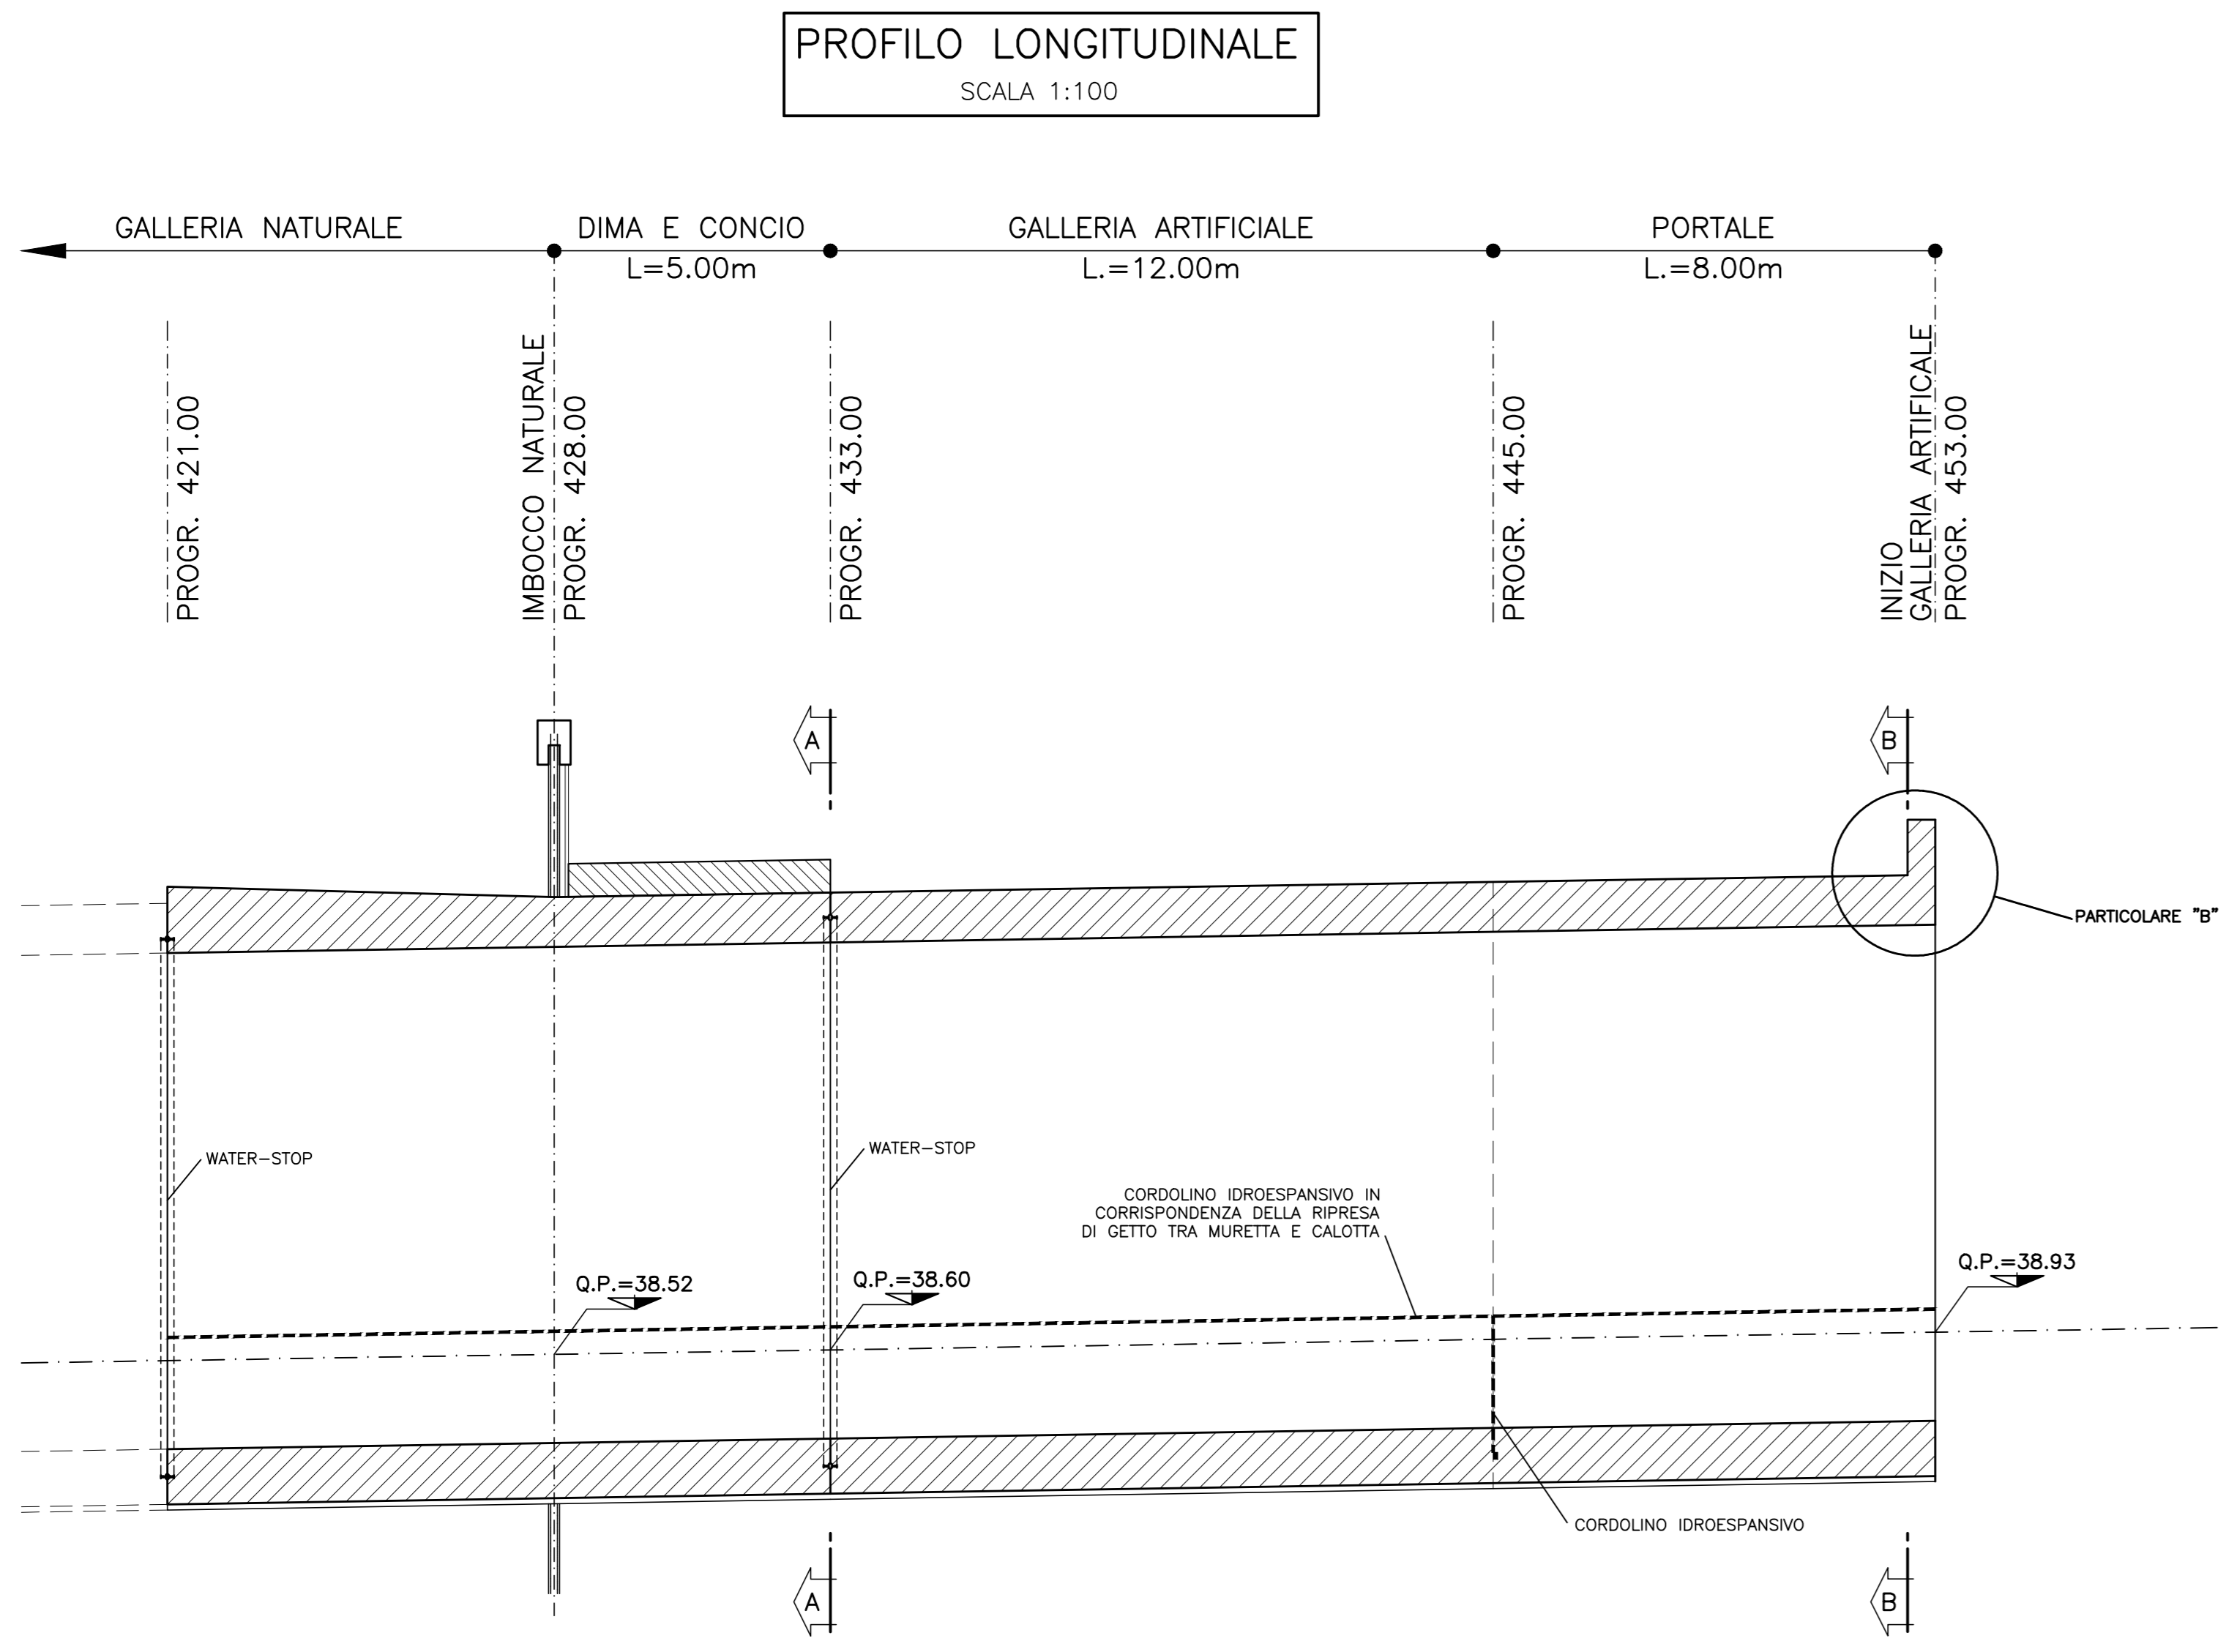 PROFILO LONGITUDINALE
SCALA 1:100
GALLERIA NATURALE
DIMA E CONCIO
GALLERIA ARTIFICIALE
PORTALE
L=5.00m
L.=12.00m
L.=8.00m
PROGR. 421.00
IMBOCCO NATURALE
PROGR. 428.00
PROGR. 433.00
PROGR. 445.00
INIZIO
GALLERIA ARTIFICALE
PROGR. 453.00
A
B
PARTICOLARE "B"
WATER-STOP
WATER-STOP
CORDOLINO IDROESPANSIVO IN
CORRISPONDENZA DELLA RIPRESA
DI GETTO TRA MURETTA E CALOTTA
Q.P.=38.52
Q.P.=38.60
Q.P.=38.93
CORDOLINO IDROESPANSIVO
A
B